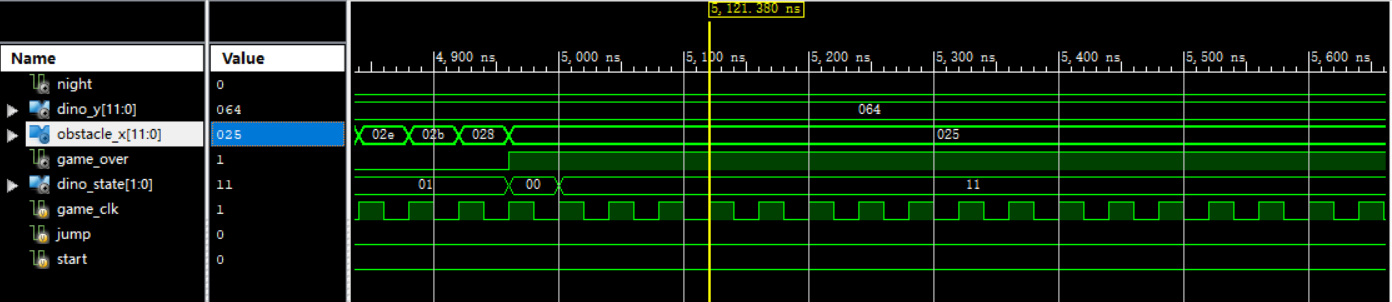 5,121.380 ns
Name Value
4,900 ns 5,000 ns 5,100 ns 5,200 ns 5,300 ns 5,400 ns 5,500 ns 5,600 ns
night 0
dino_y[11:0] 064 064
obstacle_x[11:0] 025 02e 02b 028 025
game_over 1
dino_state[1:0] 11 01 00 11
game_clk 1
jump 0
start 0